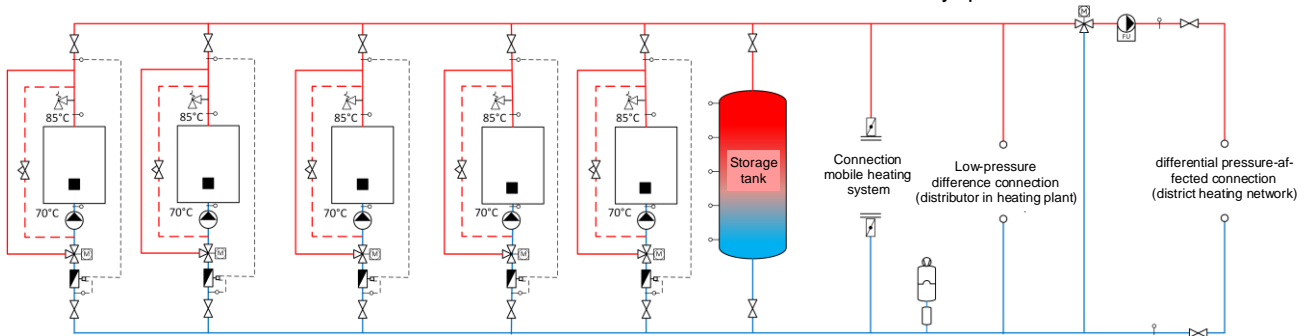 M
FU
85°C
85°C
85°C
85°C
85°C
Storage
tank
Connection
mobile heating
system
Low-pressure
difference connection
(distributor in heating plant)
differential pressure-af-
fected connection
(district heating network)
70°C
70°C
70°C
70°C
70°C
M
M
M
M
M